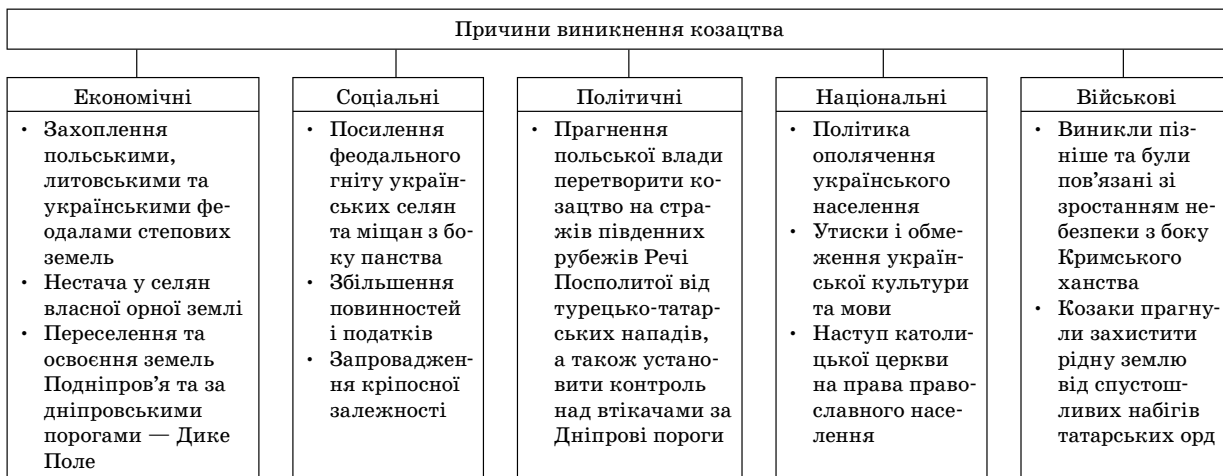 Причини виникнення козацтва
Економічні
• Захоплення
польськими,
литовськими та
українськими фе-
одалами степових
земель
• Нестача у селян
власної орної землі
• Переселення та
освоєння земель
Подніпров’я та за
дніпровськими
порогами — Дике
Поле
Соціальні
• Посилення
феодального
гніту україн-
ських селян
та міщан з бо-
ку панства
• Збільшення
повинностей
і податків
• Запроваджен-
ня кріпосної
залежності
Політичні
• Прагнення
польської влади
перетворити ко-
зацтво на стра-
жів південних
рубежів Речі
Посполитої від
турецько-татар-
ських нападів,
а також устано-
вити контроль
над втікачами за
Дніпрові пороги
Національні
• Політика
ополячення
українського
населення
• Утиски і обме-
ження україн-
ської культури
та мови
• Наступ католи-
цької церкви
на права право-
славного насе-
лення
Військові
• Виникли піз-
ніше та були
пов’язані зі
зростанням не-
безпеки з боку
Кримського
ханства
• Козаки прагну-
ли захистити
рідну землю
від спустош-
ливих набігів
татарських орд